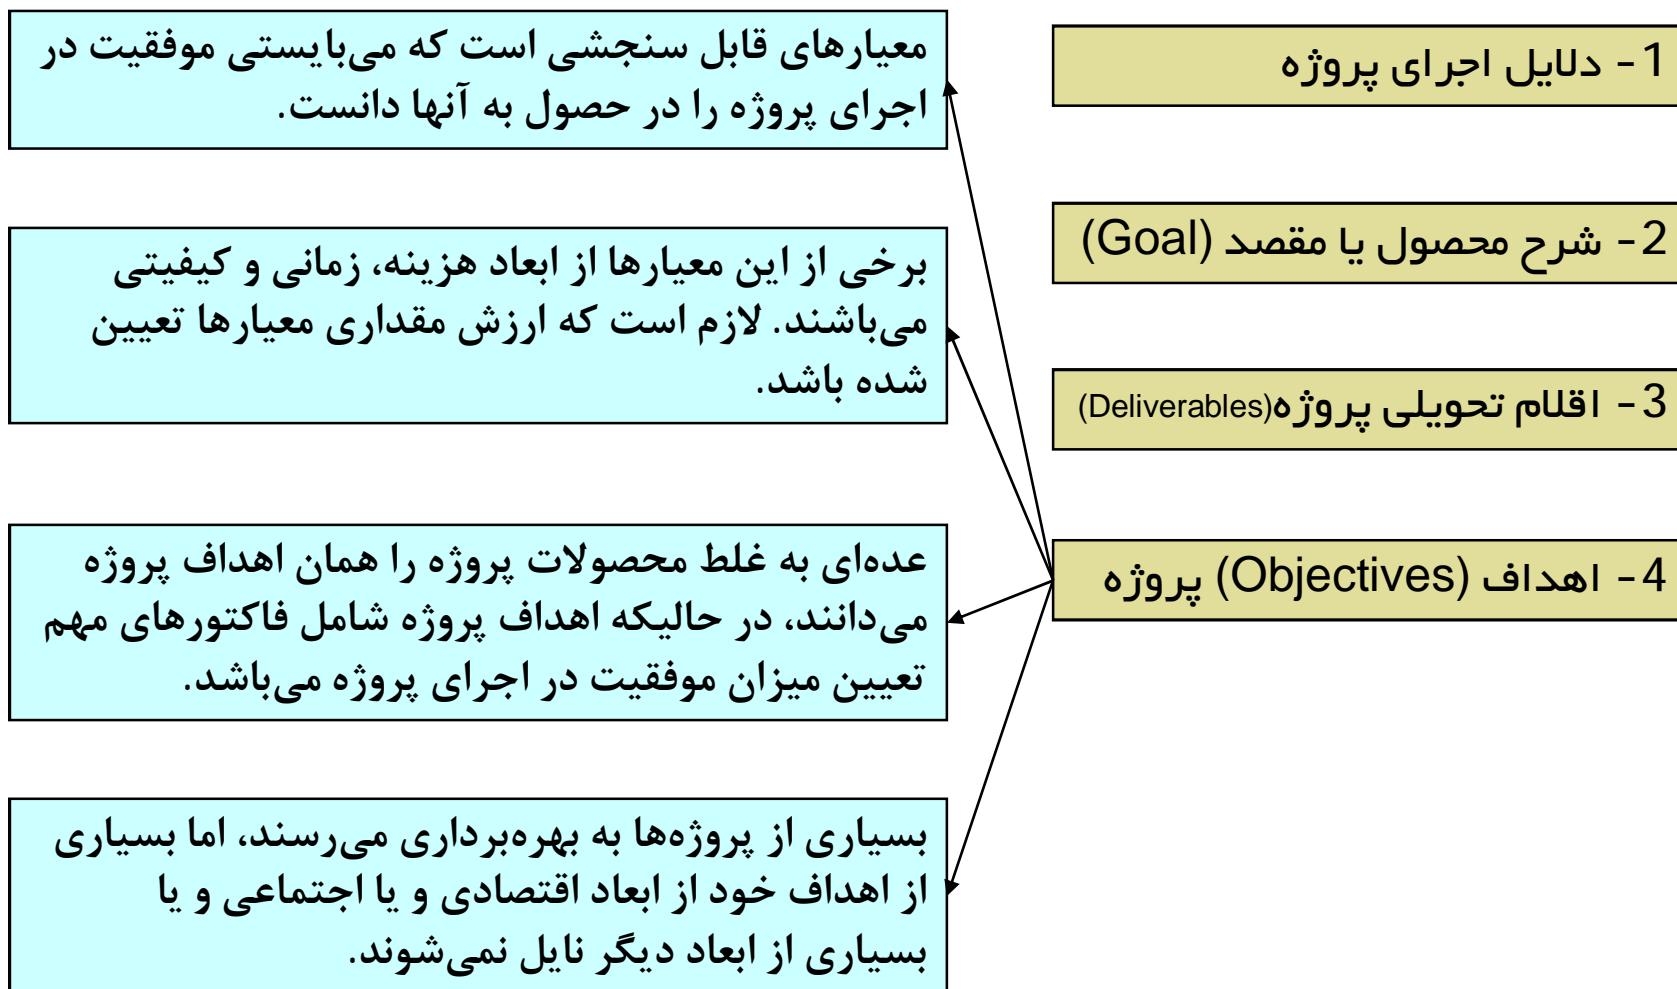 1- دلایل اجرای پروژه
2- شرح محصول یا مقصد (Goal)
3- اقلام تحویلی پروژه(Deliverables)
4- اهداف (Objectives) پروژه
معیارهای قابل سنجشی است که می‌بایستی موفقیت در
اجرای پروژه را در حصول به آنها دانست.
برخی از این معیارها از ابعاد هزینه، زمانی و کیفیتی
می‌باشند. لازم است که ارزش مقداری معیارها تعیین
شده باشد.
عده‌ای به غلط محصولات پروژه را همان اهداف پروژه
می‌دانند، در حالیکه اهداف پروژه شامل فاکتورهای مهم
تعیین میزان موفقیت در اجرای پروژه می‌باشد.
بسیاری از پروژه‌ها به بهره‌برداری می‌رسند، اما بسیاری
از اهداف خود از ابعاد اقتصادی و یا اجتماعی و یا
بسیاری از ابعاد دیگر نایل نمی‌شوند.